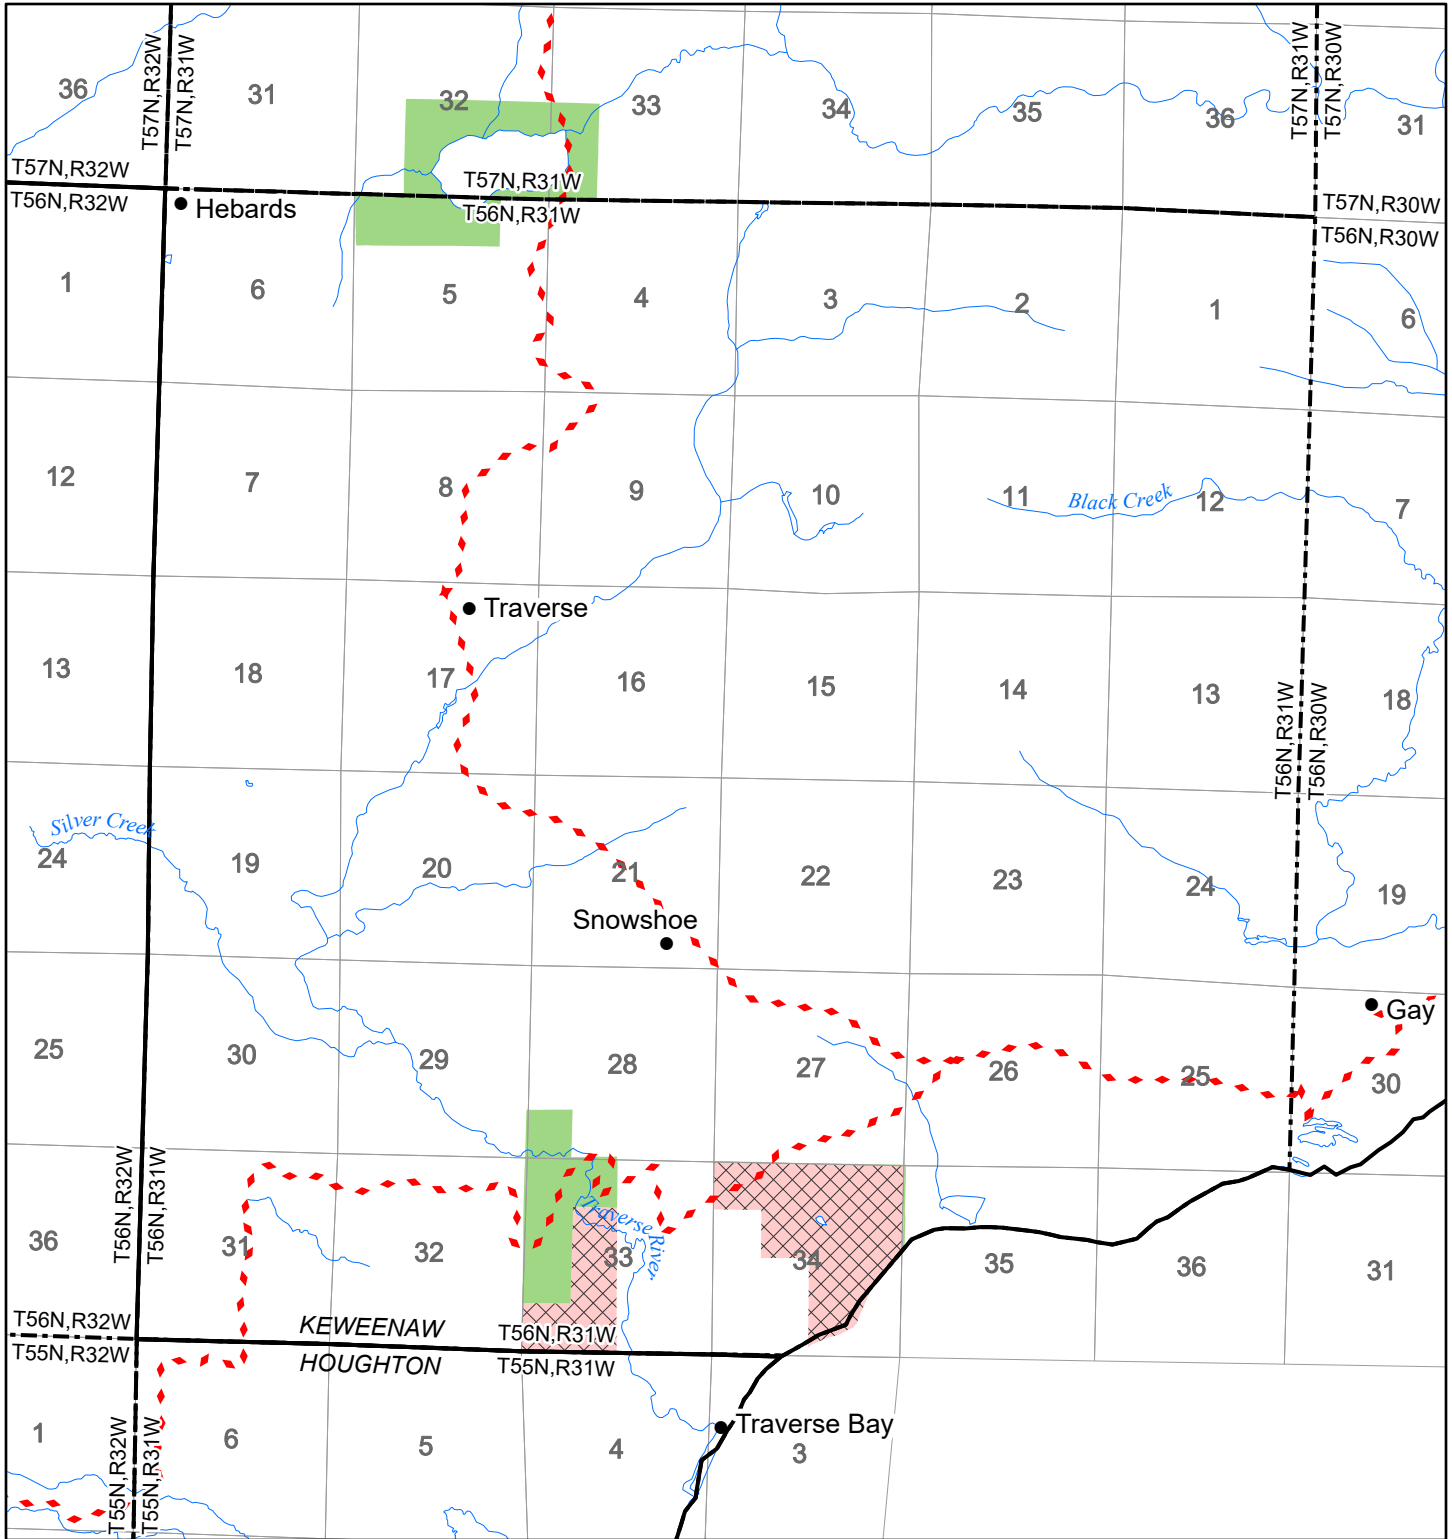 T57N,R32W
T57N,R31W
T57N,R31W
T57N,R30W
36
31
32
33
34
35
36
31
T57N,R32W
T56N,R32W
Hebards
T57N,R31W
T56N,R31W
T57N,R30W
T56N,R30W
1
6
5
4
3
2
1
6
12
7
8
9
10
11
Black Creek
12
7
Traverse
13
18
17
16
15
14
13
18
T56N,R31W
T56N,R30W
Silver Creek
24
19
20
21
22
23
24
19
Snowshoe
Gay
25
30
29
28
27
26
25
30
T56N,R32W
T56N,R31W
Traverse River
36
31
32
33
34
35
36
31
T56N,R32W
T55N,R32W
KEWEENAW
HOUGHTON
T56N,R31W
T55N,R31W
Traverse Bay
1
6
5
4
3
T55N,R32W
T55N,R31W